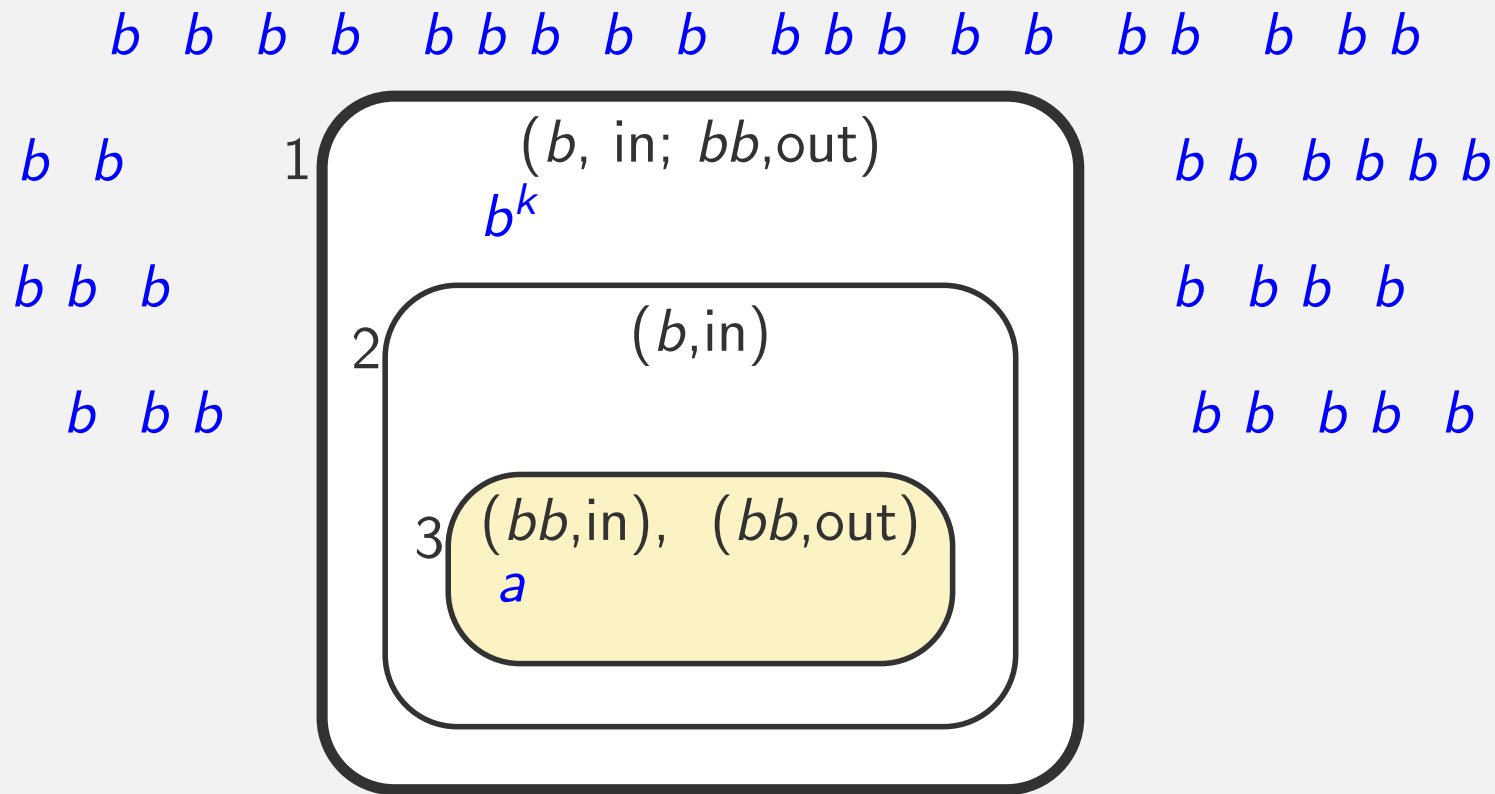 b b b b b b b b b b b b b b b b b b b
1 (b, in; bb,out)
b b b b b b b b
b^k
b b b b b b b
2 (b,in)
b b b b b b b b
3 (bb,in), (bb,out)
a